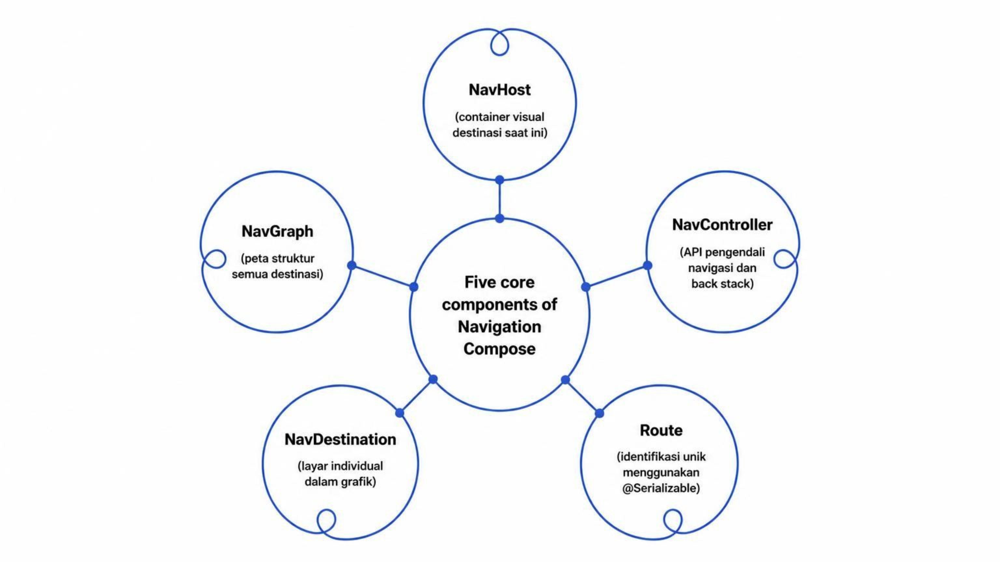 NavHost
(container visual
destinasi saat ini)
NavGraph
(peta struktur
semua destinasi)
NavController
(API pengendali
navigasi dan
back stack)
Five core
components of
Navigation
Compose
NavDestination
(layar individual
dalam grafik)
Route
(identifikasi unik
menggunakan
@Serializable)